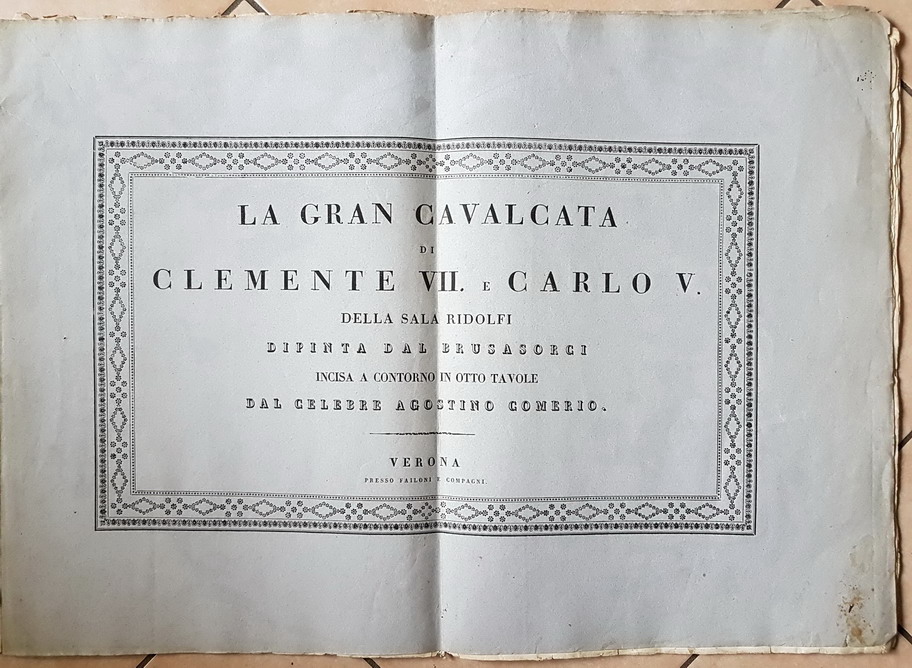 LA GRAN CAVALCATA
DI
CLEMENTE VII. E CARLO V.
DELLA SALA RIDOLFI
DIPINTA DAL BRUSASORCI
INCISA A CONTORNO IN OTTO TAVOLE
DAL CELEBRE AGOSTINO COMERIO.
VERONA
PRESSO FAILONI E COMPAGNI.